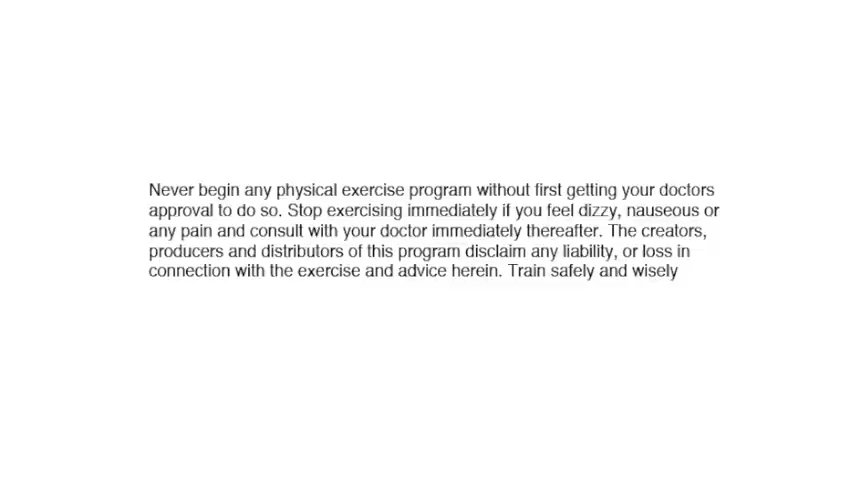 Never begin any physical exercise program without first getting your doctors
approval to do so. Stop exercising immediately if you feel dizzy, nauseous or
any pain and consult with your doctor immediately thereafter. The creators,
producers and distributors of this program disclaim any liability, or loss in
connection with the exercise and advice herein. Train safely and wisely